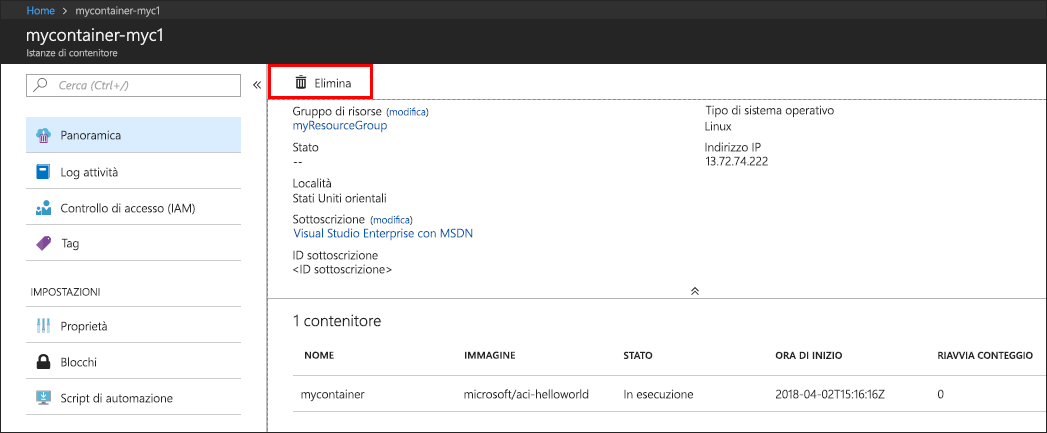 Home > mycontainer-myc1
mycontainer-myc1
Istanze di contenitore
Cerca (Ctrl+/)
«
Elimina
Panoramica
Log attività
Controllo di accesso (IAM)
Tag
IMPOSTAZIONI
Proprietà
Blocchi
Script di automazione
Gruppo di risorse (modifica)
myResourceGroup
Stato
--
Località
Stati Uniti orientali
Sottoscrizione (modifica)
Visual Studio Enterprise con MSDN
ID sottoscrizione
<ID sottoscrizione>
Tipo di sistema operativo
Linux
Indirizzo IP
13.72.74.222
1 contenitore
NOME IMMAGINE STATO ORA DI INIZIO RIAVVIA CONTEGGIO
mycontainer microsoft/aci-helloworld In esecuzione 2018-04-02T15:16:16Z 0